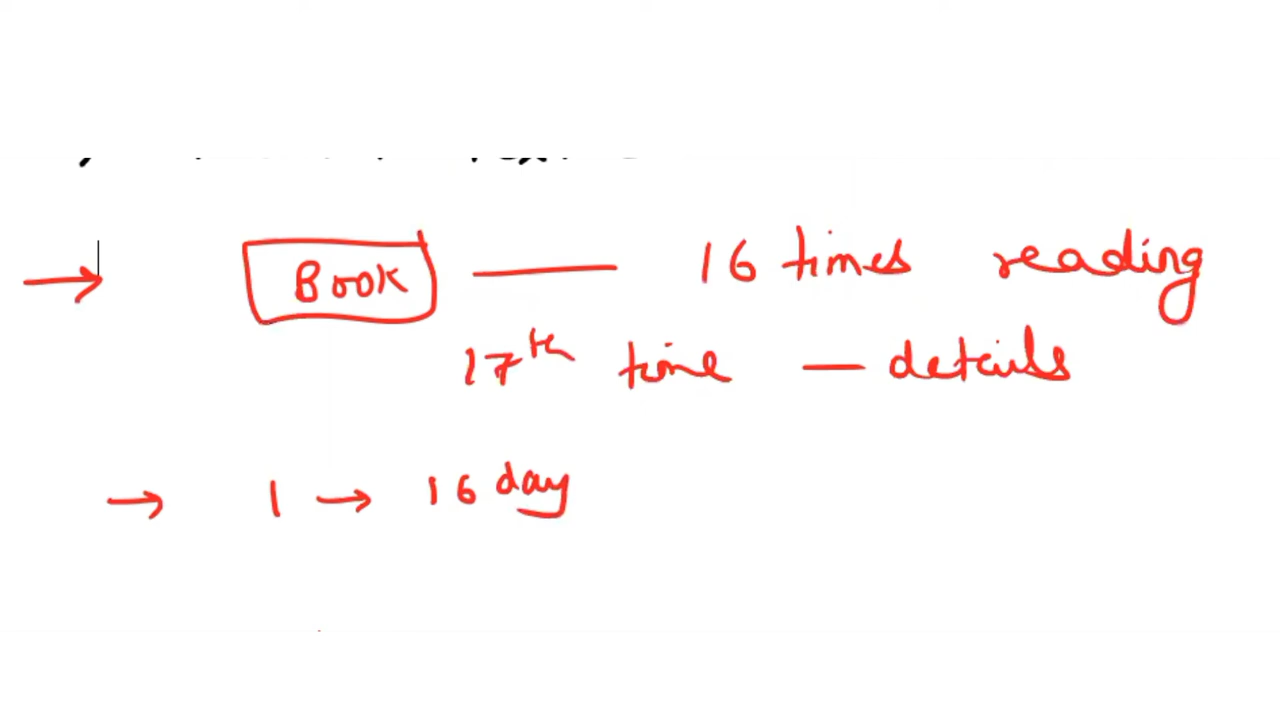 → Book — 16 times reading
17th time — details
→ 1 → 16 day